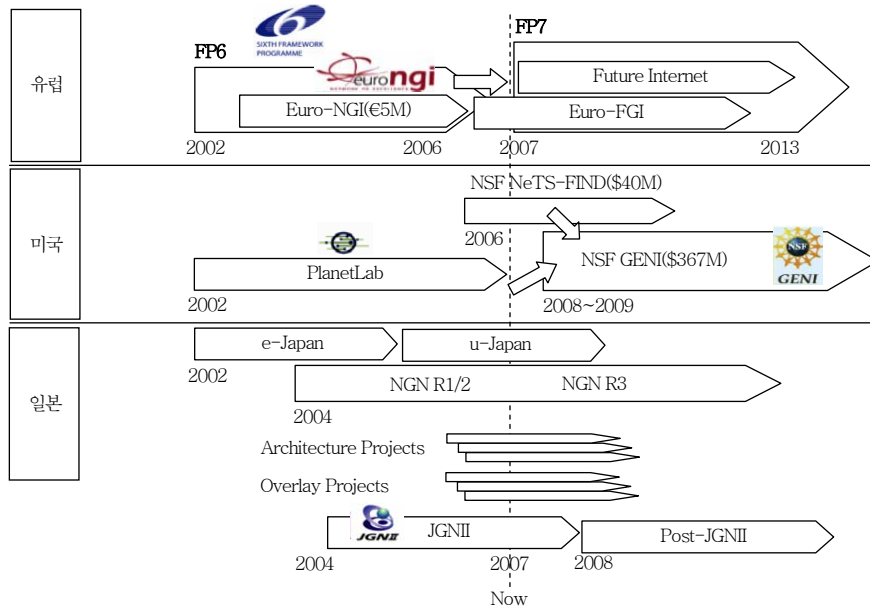 SIXTH FRAMEWORK
PROGRAMME
FP6
FP7
유럽
euro ngi
NETWORK OF EXCELLENCE
Future Internet
Euro-NGI(€5M)
Euro-FGI
2002
2006
2007
2013
미국
NSF NeTS-FIND($40M)
2006
NSF GENI($367M)
NSF
GENI
PlanetLab
2002
2008~2009
일본
e-Japan
u-Japan
2002
NGN R1/2
NGN R3
2004
Architecture Projects
Overlay Projects
JGNII
JGNII
Post-JGNII
2004
2007
2008
Now